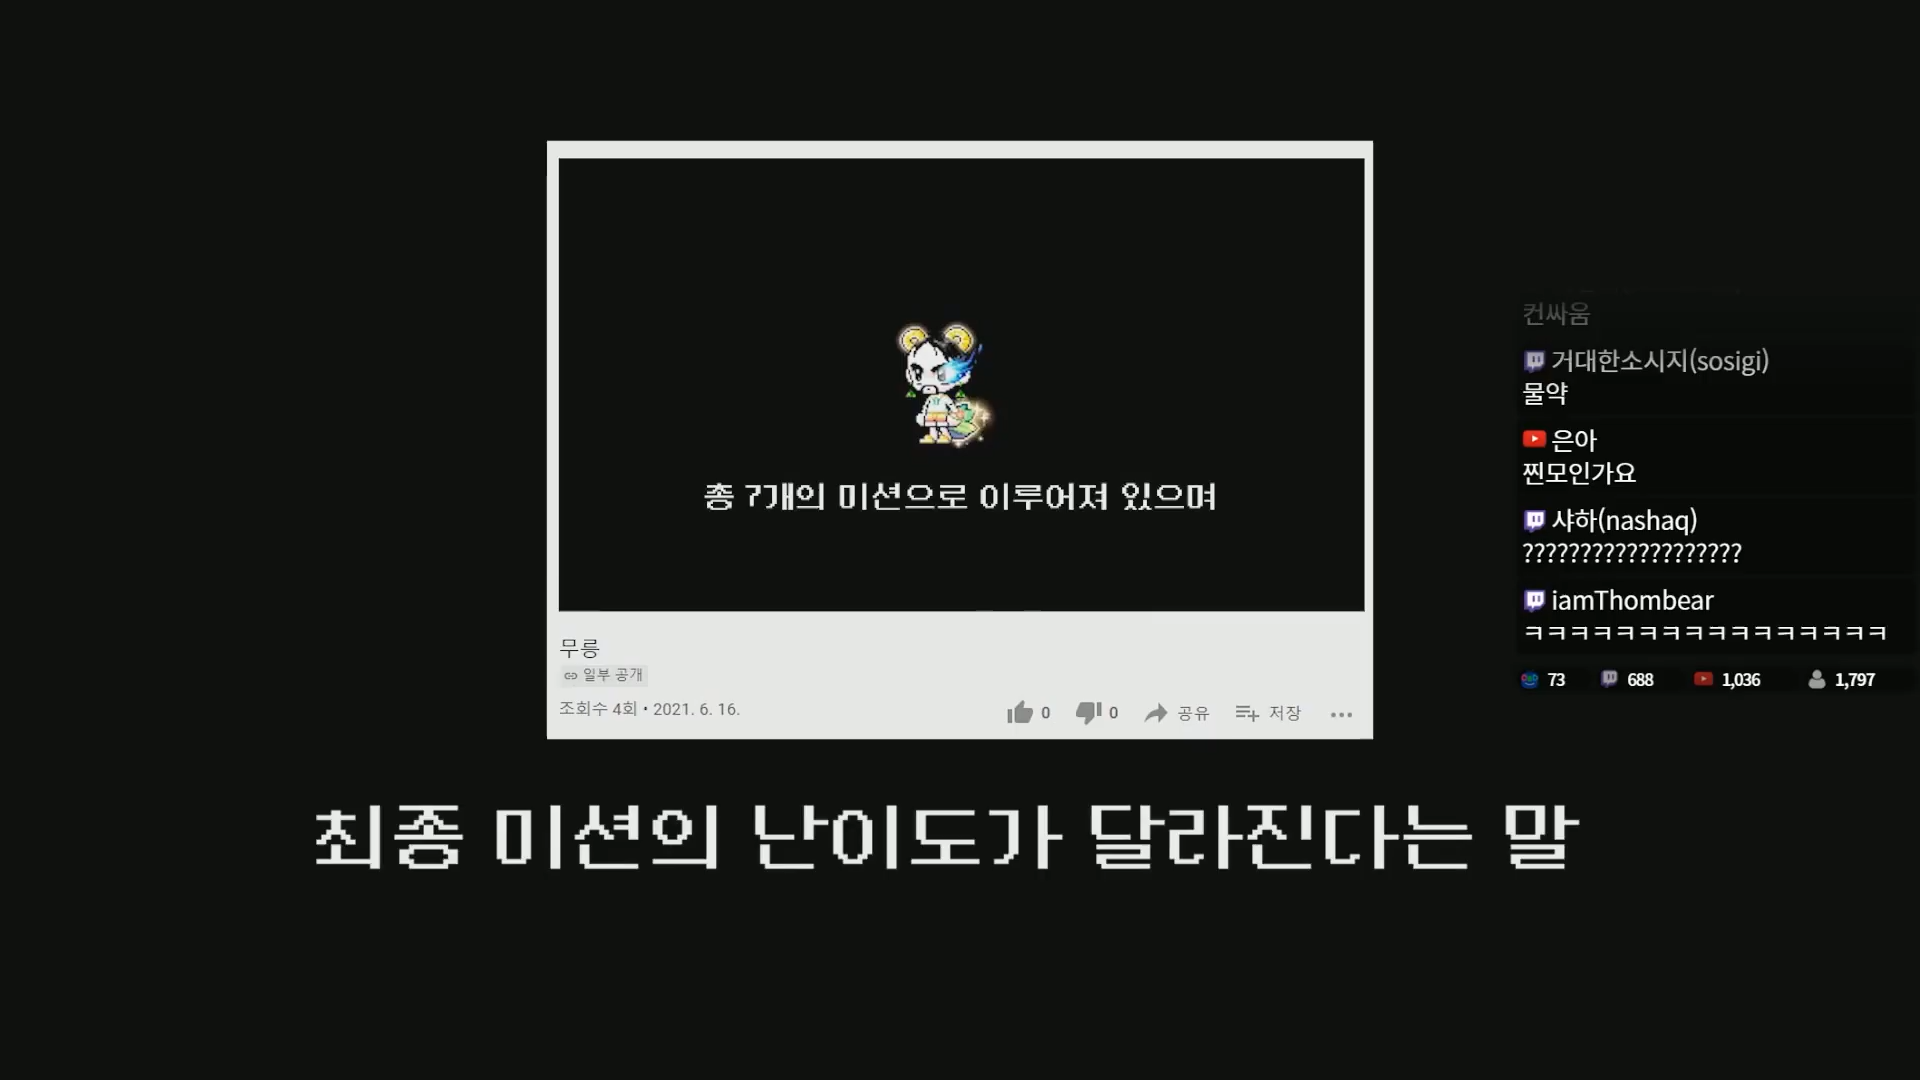 총 7개의 미션으로 이루어져 있으며
무릉
일부 공개
조회수 4회 • 2021. 6. 16.
0 0 공유 저장
최종 미션의 난이도가 달라진다는 말
컨싸움
거대한소시지(sosigi)
물약
은아
찐모인가요
샤하(nashaq)
???????????????????
iamThombear
ㅋㅋㅋㅋㅋㅋㅋㅋㅋㅋㅋㅋㅋㅋㅋㅋ
73 688 1,036 1,797